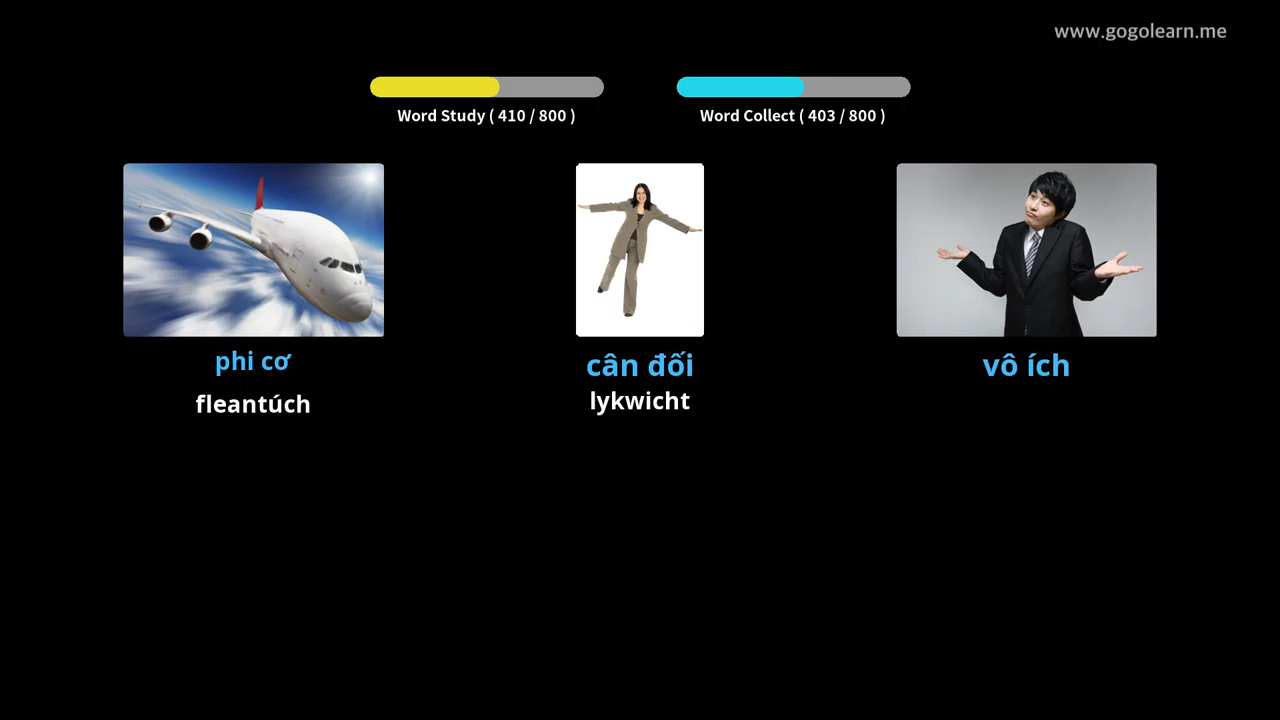 www.gogolearn.me
Word Study ( 410 / 800 )
Word Collect ( 403 / 800 )
phi cơ
fleantúch
cân đối
lykwicht
vô ích